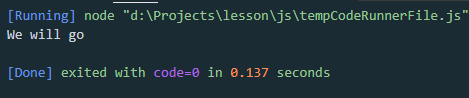 [Running] node "d:\Projects\lesson\js\tempCodeRunnerFile.js"
We will go
[Done] exited with code=0 in 0.137 seconds